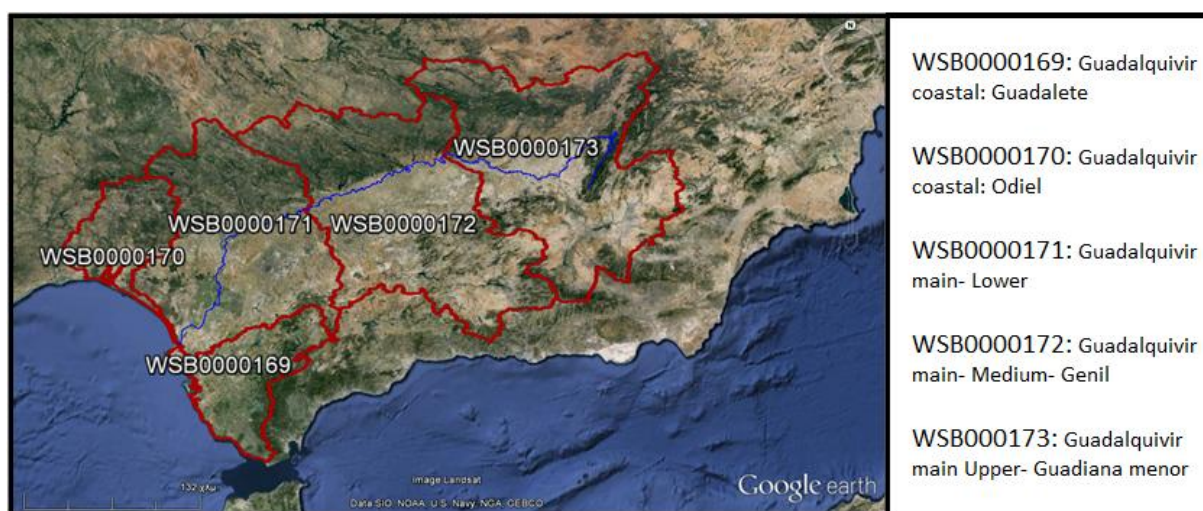 N
WSB0000173
WSB0000171
WSB0000172
WSB0000170
WSB0000169
132 χλμ
Image Landsat
Data SIO, NOAA, U.S. Navy, NGA, GEBCO
Google earth
WSB0000169: Guadalquivir
coastal: Guadalete
WSB0000170: Guadalquivir
coastal: Odiel
WSB0000171: Guadalquivir
main- Lower
WSB0000172: Guadalquivir
main- Medium- Genil
WSB000173: Guadalquivir
main Upper- Guadiana menor